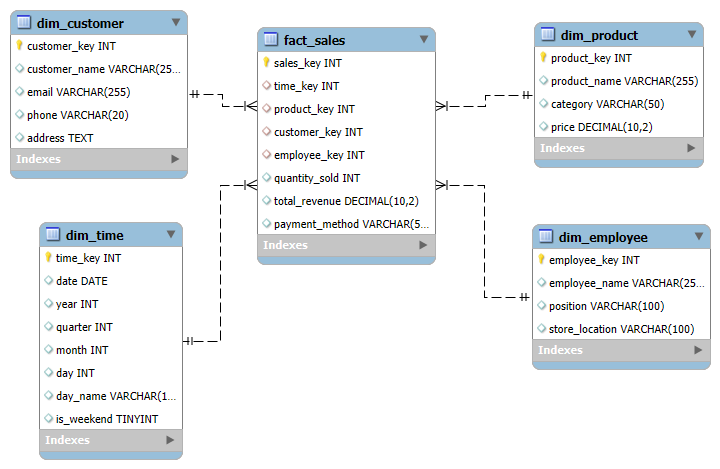 dim_customer
customer_key INT
customer_name VARCHAR(25...
email VARCHAR(255)
phone VARCHAR(20)
address TEXT
Indexes
fact_sales
sales_key INT
time_key INT
product_key INT
customer_key INT
employee_key INT
quantity_sold INT
total_revenue DECIMAL(10,2)
payment_method VARCHAR(5...
Indexes
dim_product
product_key INT
product_name VARCHAR(255)
category VARCHAR(50)
price DECIMAL(10,2)
Indexes
dim_time
time_key INT
date DATE
year INT
quarter INT
month INT
day INT
day_name VARCHAR(1...
is_weekend TINYINT
Indexes
dim_employee
employee_key INT
employee_name VARCHAR(25...
position VARCHAR(100)
store_location VARCHAR(100)
Indexes